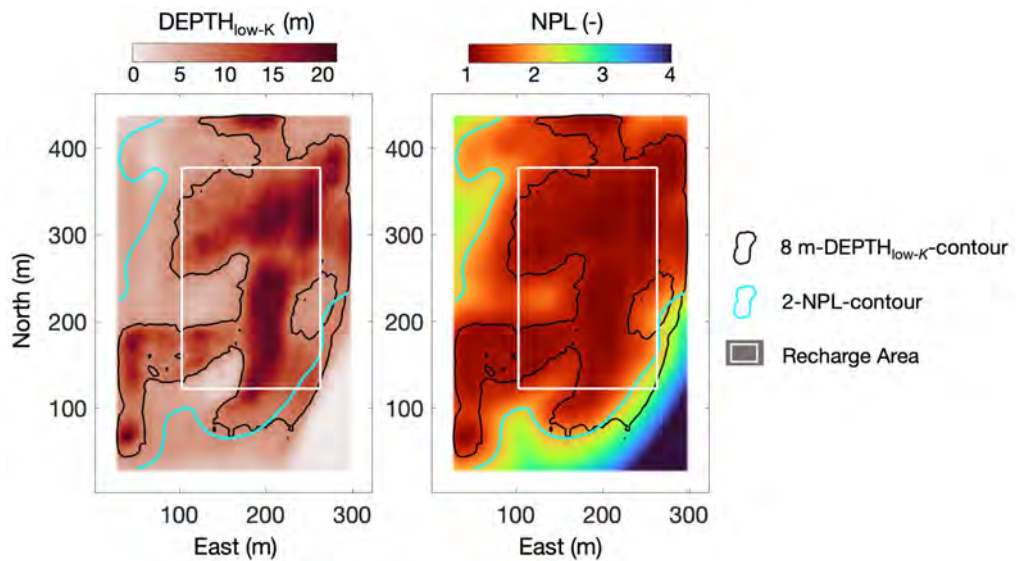 DEPTHlow-K (m)
NPL (-)
0 5 10 15 20
1 2 3 4
North (m)
400
300
200
100
400
300
200
100
100 200 300
100 200 300
East (m)
East (m)
8 m-DEPTHlow-K-contour
2-NPL-contour
Recharge Area